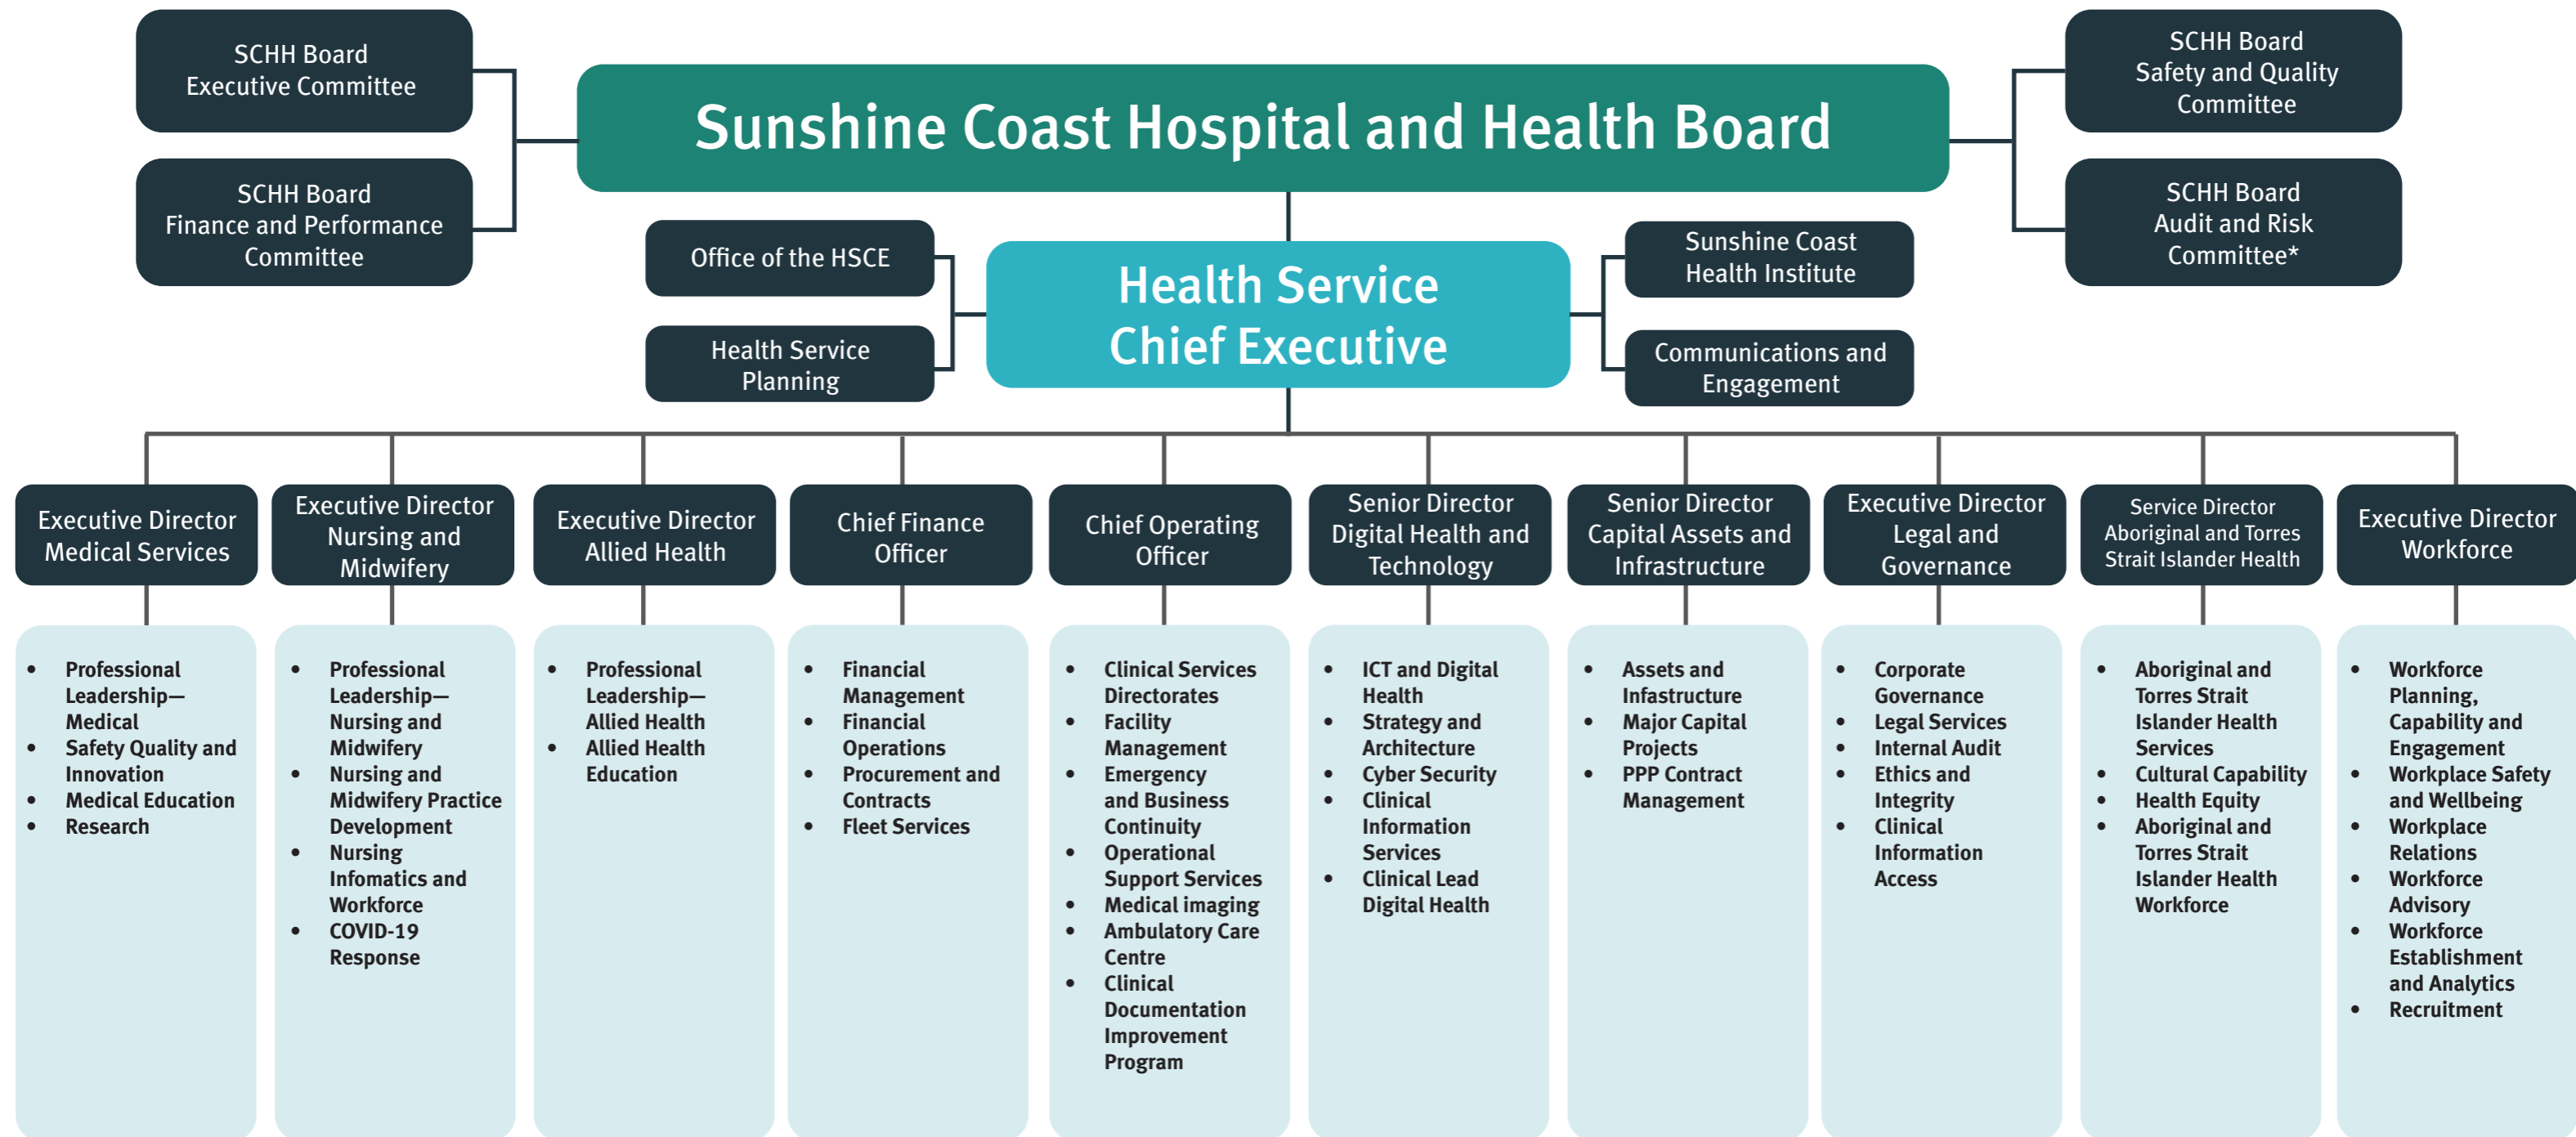 SCHH Board
Executive Committee
SCHH Board
Finance and Performance
Committee
Sunshine Coast Hospital and Health Board
SCHH Board
Safety and Quality
Committee
SCHH Board
Audit and Risk
Committee*
Office of the HSCE
Health Service
Planning
Health Service
Chief Executive
Sunshine Coast
Health Institute
Communications and
Engagement
Executive Director
Medical Services
• Professional
Leadership—
Medical
• Safety Quality and
Innovation
• Medical Education
• Research
Executive Director
Nursing and
Midwifery
• Professional
Leadership—
Nursing and
Midwifery
• Nursing and
Midwifery Practice
Development
• Nursing
Infomatics and
Workforce
• COVID-19
Response
Executive Director
Allied Health
• Professional
Leadership—
Allied Health
• Allied Health
Education
Chief Finance
Officer
• Financial
Management
• Financial
Operations
• Procurement and
Contracts
• Fleet Services
Chief Operating
Officer
• Clinical Services
Directorates
• Facility
Management
• Emergency
and Business
Continuity
• Operational
Support Services
• Medical imaging
• Ambulatory Care
Centre
• Clinical
Documentation
Improvement
Program
Senior Director
Digital Health and
Technology
• ICT and Digital
Health
• Strategy and
Architecture
• Cyber Security
• Clinical
Information
Services
• Clinical Lead
Digital Health
Senior Director
Capital Assets and
Infrastructure
• Assets and
Infastructure
• Major Capital
Projects
• PPP Contract
Management
Executive Director
Legal and
Governance
• Corporate
Governance
• Legal Services
• Internal Audit
• Ethics and
Integrity
• Clinical
Information
Access
Service Director
Aboriginal and Torres
Strait Islander Health
• Aboriginal and
Torres Strait
Islander Health
Services
• Cultural Capability
• Health Equity
• Aboriginal and
Torres Strait
Islander Health
Workforce
Executive Director
Workforce
• Workforce
Planning,
Capability and
Engagement
• Workplace Safety
and Wellbeing
• Workplace
Relations
• Workforce
Advisory
• Workforce
Establishment
and Analytics
• Recruitment